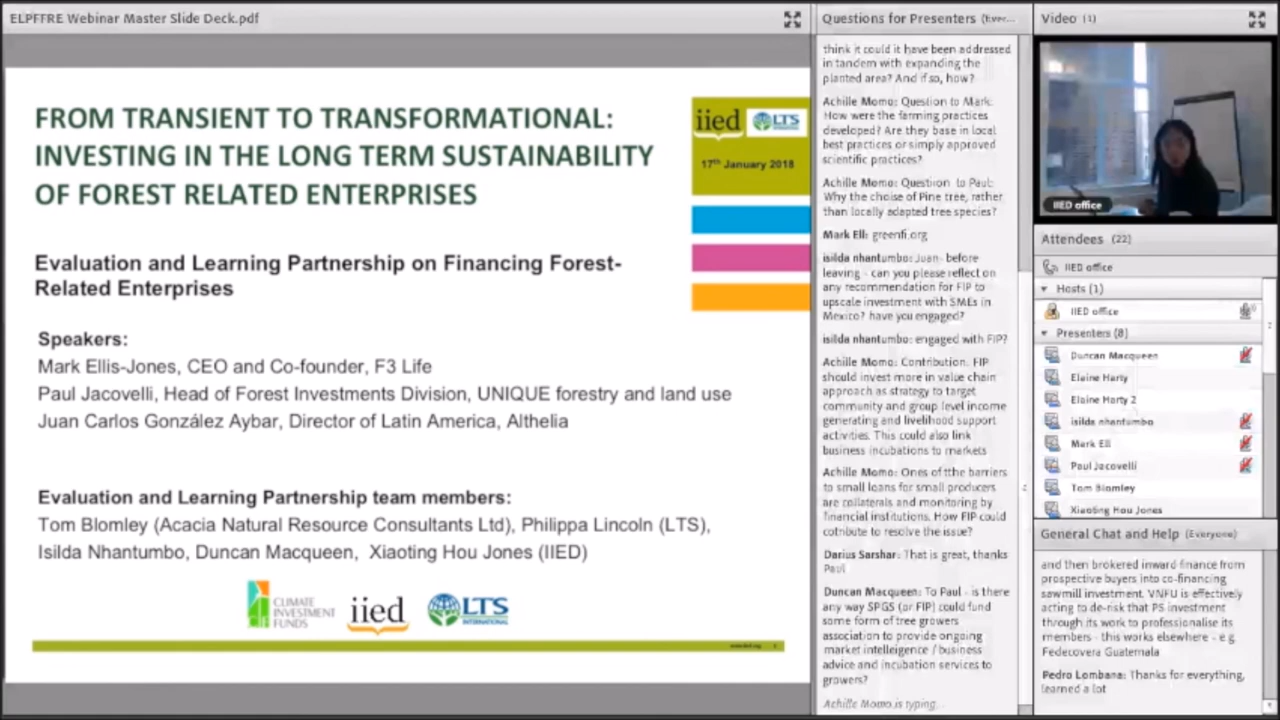 ELPFFRE Webinar Master Slide Deck.pdf
FROM TRANSIENT TO TRANSFORMATIONAL:
INVESTING IN THE LONG TERM SUSTAINABILITY
OF FOREST RELATED ENTERPRISES
iied LTS
INTERNATIONAL
17th January 2018
Evaluation and Learning Partnership on Financing Forest-
Related Enterprises
Speakers:
Mark Ellis-Jones, CEO and Co-founder, F3 Life
Paul Jacovelli, Head of Forest Investments Division, UNIQUE forestry and land use
Juan Carlos González Aybar, Director of Latin America, Althelia
Evaluation and Learning Partnership team members:
Tom Blomley (Acacia Natural Resource Consultants Ltd), Philippa Lincoln (LTS),
Isilda Nhantumbo, Duncan Macqueen, Xiaoting Hou Jones (IIED)
CLIMATE
INVESTMENT
FUNDS
iied
LTS
INTERNATIONAL
Questions for Presenters (Ever...
think it could it have been addressed
in tandem with expanding the
planted area? And if so, how?
Achille Momo: Question to Mark:
How were the farming practices
developed? Are they base in local
best practices or simply approved
scientific practices?
Achille Momo: Question to Paul:
Why the choise of Pine tree, rather
than locally adapted tree species?
Mark Ell: greenfi.org
isilda nhantumbo: Juan- before
leaving - can you please reflect on
any recommendation for FIP to
upscale investment with SMEs in
Mexico? have you engaged?
isilda nhantumbo: engaged with FIP?
Achille Momo: Contribution. FIP
should invest more in value chain
approach as strategy to target
community and group level income
generating and livelihood support
activities. This could also link
business incubations to markets
Achille Momo: Ones of tthe barriers
to small loans for small producers
are collaterals and monitoring by
financial institutions. How FIP could
cotribute to resolve the issue?
Darius Sarshar: That is great, thanks
Paul
Duncan Macqueen: To Paul - is there
any way SPGS (or FIP) could fund
some form of tree growers
association to provide ongoing
market intelleigence / business
advice and incubation services to
growers?
Achille Momo is typing...
Video (1)
IIED office
Attendees (22)
IIED office
Hosts (1)
IIED office
Presenters (8)
Duncan Macqueen
Elaine Harty
Elaine Harty 2
isilda nhantumbo
Mark Ell
Paul Jacovelli
Tom Blomley
Xiaoting Hou Jones
General Chat and Help (Everyone)
and then brokered inward finance from
prospective buyers into co-financing
sawmill investment. VNFU is effectively
acting to de-risk that PS investment
through its work to professionalise its
members - this works elsewhere - e.g.
Fedecovera Guatemala
Pedro Lombana: Thanks for everything,
learned a lot